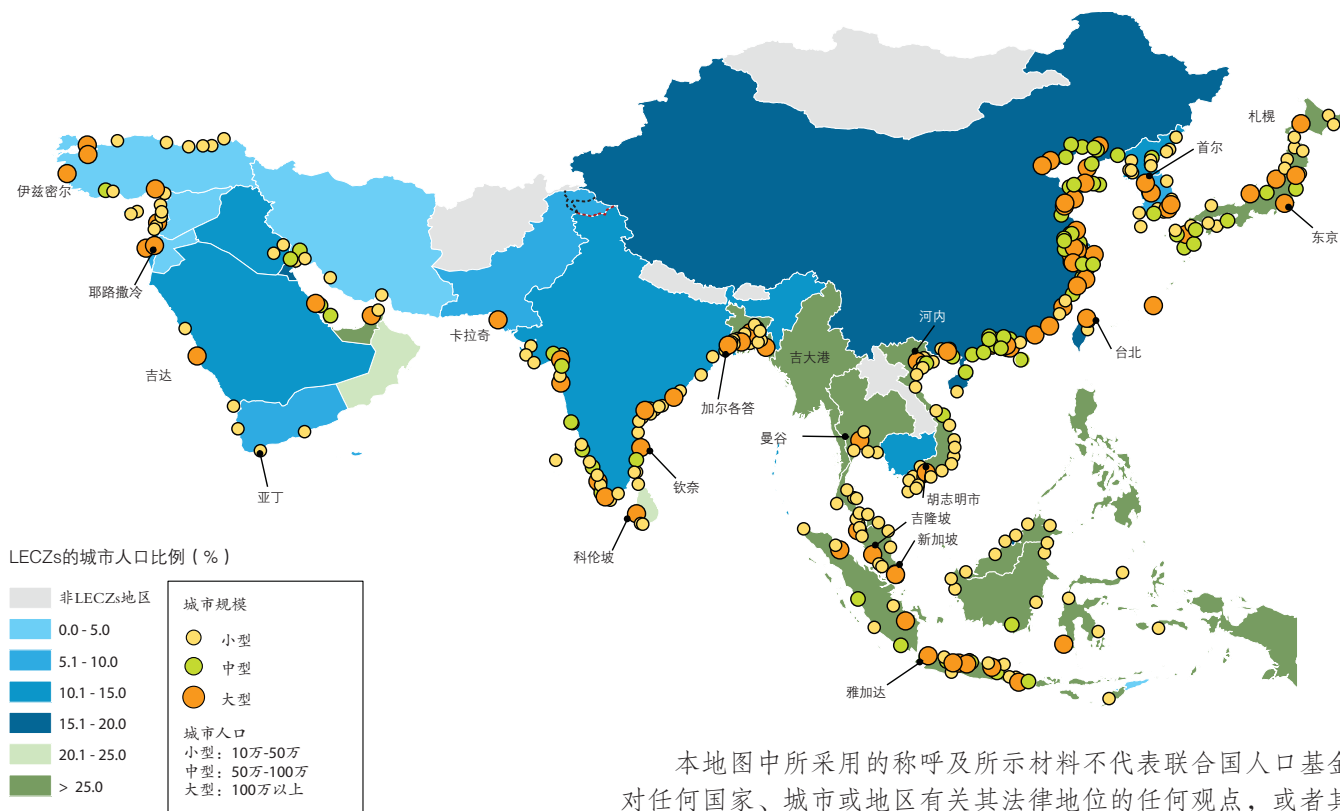 札幌
首尔
伊兹密尔
东京
耶路撒冷
卡拉奇
河内
台北
吉大港
吉达
加尔各答
曼谷
钦奈
亚丁
胡志明市
吉隆坡
新加坡
科伦坡
雅加达
LECZs的城市人口比例（%）
非LECZs地区
0.0 - 5.0
5.1 - 10.0
10.1 - 15.0
15.1 - 20.0
20.1 - 25.0
> 25.0
城市规模
小型
中型
大型
城市人口
小型：10万-50万
中型：50万-100万
大型：100万以上
本地图中所采用的称呼及所示材料不代表联合国人口基金
对任何国家、城市或地区有关其法律地位的任何观点，或者其